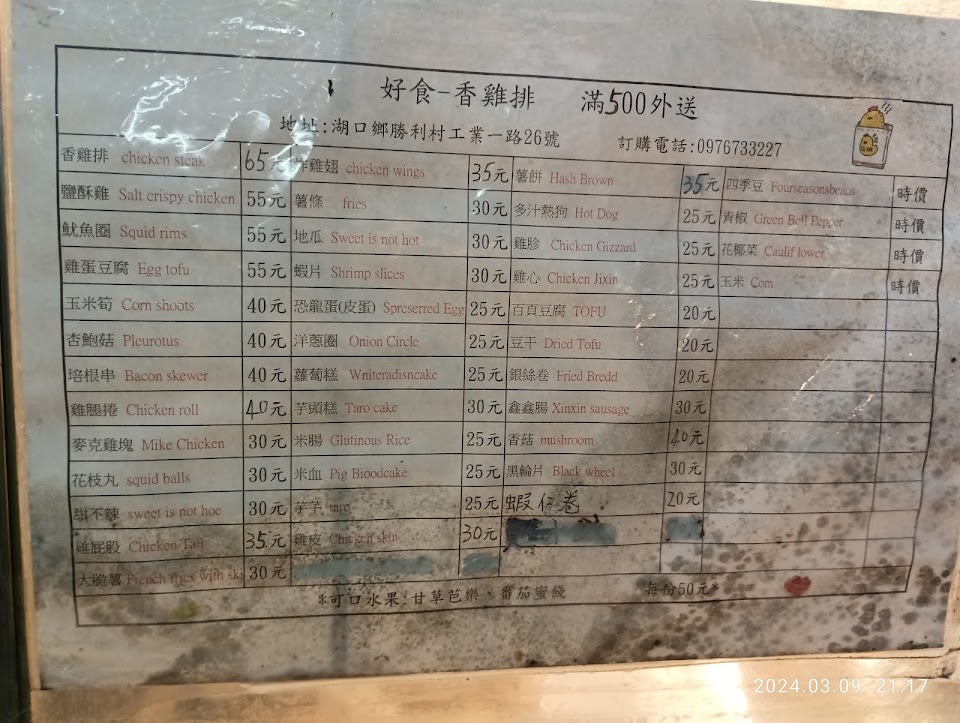 好食-香雞排 滿500外送
地址:湖口鄉勝利村工業一路26號 訂購電話:0976733227
香雞排 chicken steak 65元 炸雞翅 chicken wings 35元 薯餅 Hash Brown 35元 四季豆 Fourseasonsbeans 時價
鹽酥雞 Salt crispy chicken 55元 薯條 fries 30元 多汁熱狗 Hot Dog 25元 青椒 Green Bell Pepper 時價
魷魚圈 Squid rims 55元 地瓜 Sweet is not hot 30元 雞胗 Chicken Gizzard 25元 花椰菜 Caulif lower 時價
雞蛋豆腐 Egg tofu 55元 蝦片 Shrimp slices 30元 雞心 Chicken Jixin 25元 玉米 Corn 時價
玉米筍 Corn shoots 40元 恐龍蛋(皮蛋) Spreserred Egg 25元 百頁豆腐 TOFU 20元
杏鮑菇 Pleurotus 40元 洋蔥圈 Onion Circle 25元 豆干 Dried Tofu 20元
培根串 Bacon skewer 40元 蘿蔔糕 Wniteradisncake 25元 銀絲卷 Fried Bredd 20元
雞腿捲 Chicken roll 40元 芋頭糕 Taro cake 30元 鑫鑫腸 Xinxin sausage 30元
麥克雞塊 Mike Chicken 30元 米腸 Glutinous Rice 25元 香菇 mushroom 40元
花枝丸 squid balls 30元 米血 Pig Bioodcake 25元 黑輪片 Black wheel 30元
甜不辣 sweet is not hoe 30元 芋芋 taro 25元 蝦仁卷 20元
雞屁股 Chicken Tail 35元 雞皮 Chicken skin 30元
大脆薯 French fries with ski 30元
*可口水果:甘草芭樂、番茄蜜餞 每份50元*
2024.03.09 21:17